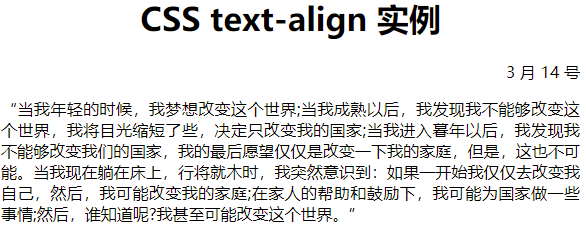 CSS text-align 实例
3 月 14 号
“当我年轻的时候，我梦想改变这个世界;当我成熟以后，我发现我不能够改变这
个世界，我将目光缩短了些，决定只改变我的国家;当我进入暮年以后，我发现我
不能够改变我们的国家，我的最后愿望仅仅是改变一下我的家庭，但是，这也不可
能。当我现在躺在床上，行将就木时，我突然意识到：如果一开始我仅仅去改变我
自己，然后，我可能改变我的家庭;在家人的帮助和鼓励下，我可能为国家做一些
事情;然后，谁知道呢?我甚至可能改变这个世界。”